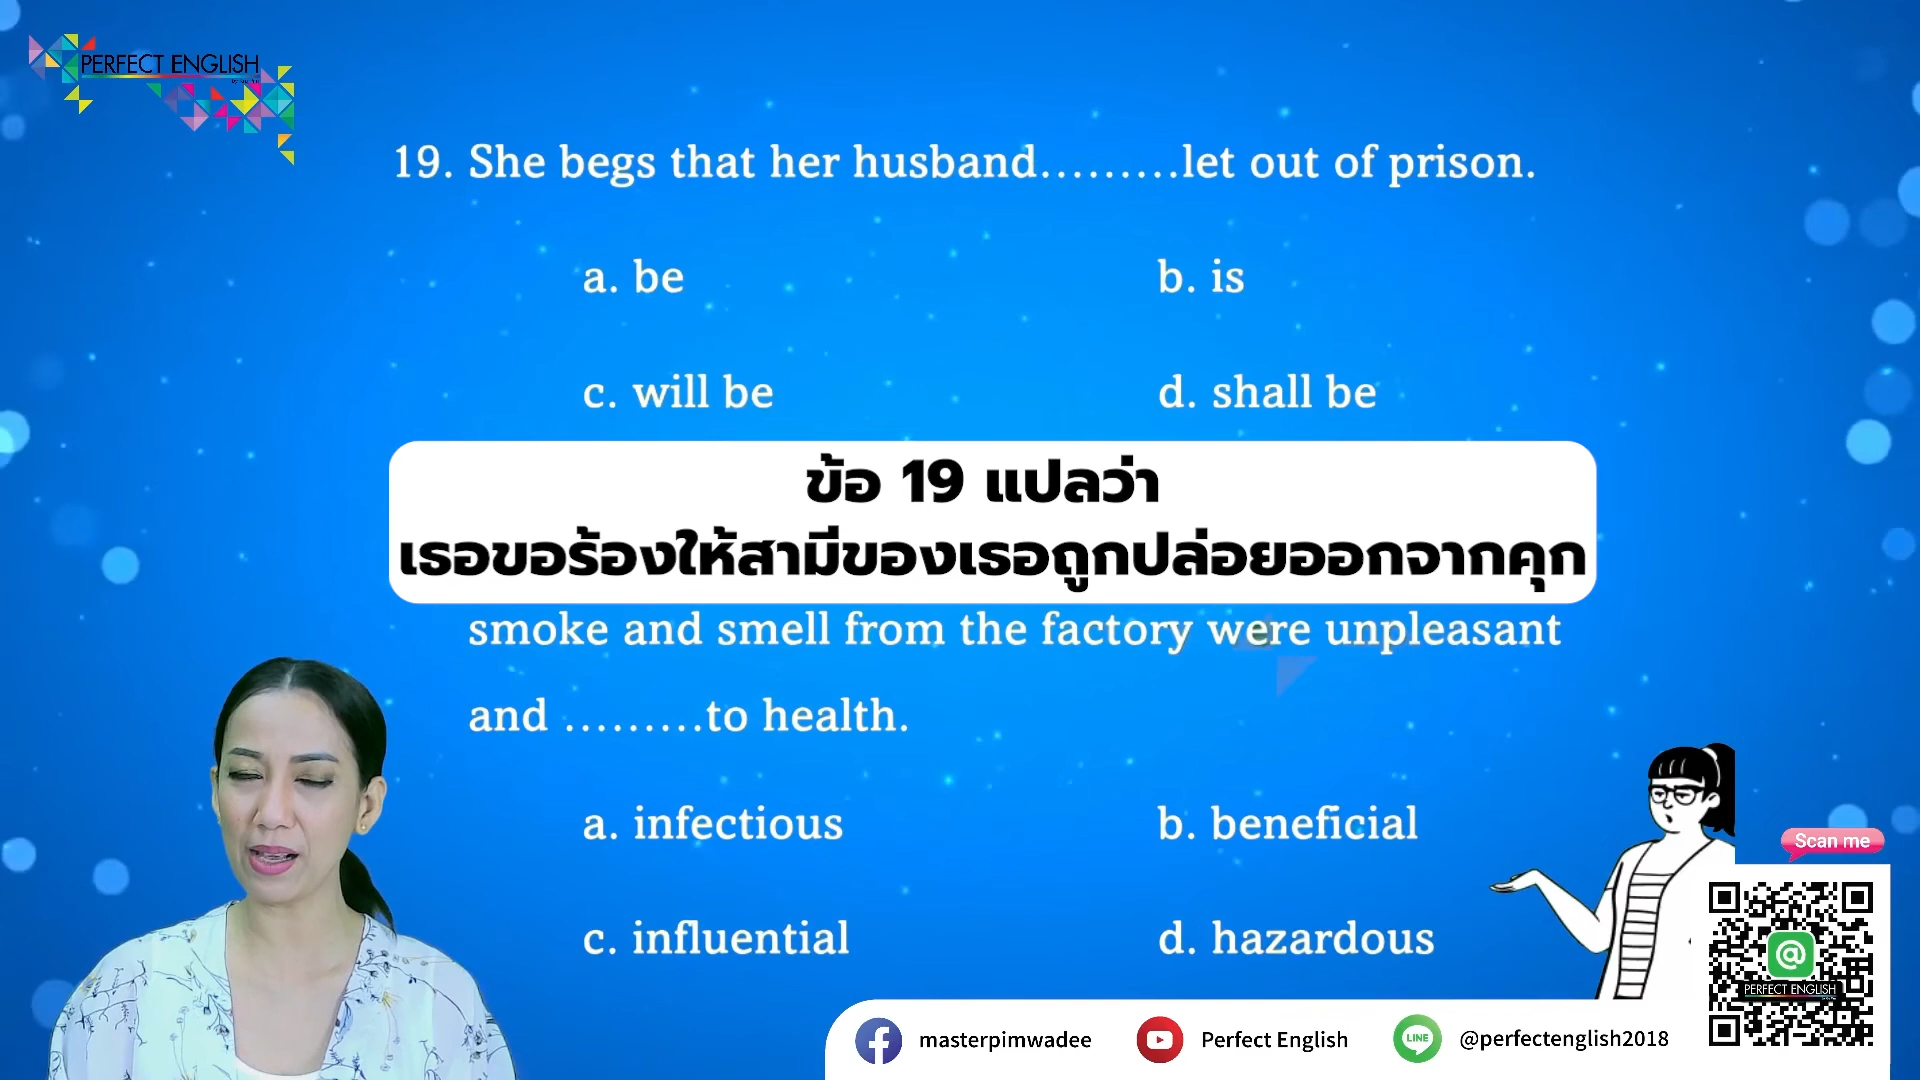 PERFECT ENGLISH
19. She begs that her husband.........let out of prison.
a. be
b. is
c. will be
d. shall be
ข้อ 19 แปลว่า
เธอขอร้องให้สามีของเธอถูกปล่อยออกจากคุก
smoke and smell from the factory were unpleasant
and .........to health.
a. infectious
b. beneficial
c. influential
d. hazardous
Scan me
@
PERFECT ENGLISH
masterpimwadee
Perfect English
LINE
@perfectenglish2018